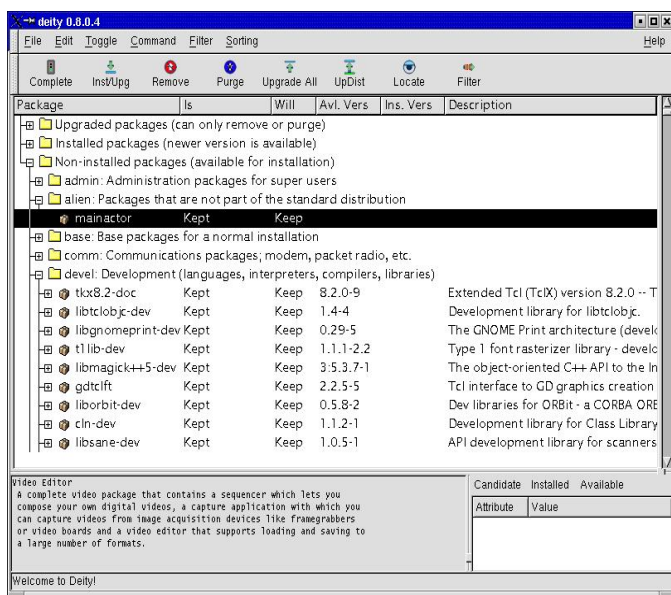 deity 0.8.0.4
File Edit Toggle Command Filter Sorting Help
Complete Inst/Upg Remove Purge Upgrade All UpDist Locate Filter
Package Is Will Avl. Vers Ins. Vers Description
Upgraded packages (can only remove or purge)
Installed packages (newer version is available)
Non-installed packages (available for installation)
admin: Administration packages for super users
alien: Packages that are not part of the standard distribution
mainactor Kept Keep
base: Base packages for a normal installation
comm: Communications packages; modem, packet radio, etc.
devel: Development (languages, interpreters, compilers, libraries)
tkx8.2-doc Kept Keep 8.2.0-9 Extended Tcl (TclX) version 8.2.0 -- T
libtclobjc-dev Kept Keep 1.4-4 Development library for libtclobjc.
libgnomeprint-dev Kept Keep 0.29-5 The GNOME Print architecture (develo
t1lib-dev Kept Keep 1.1.1-2.2 Type 1 font rasterizer library - develo
libmagick++5-dev Kept Keep 3:5.3.7-1 The object-oriented C++ API to the Im
gdtclft Kept Keep 2.2.5-5 Tcl interface to GD graphics creation
liborbit-dev Kept Keep 0.5.8-2 Dev libraries for ORBit - a CORBA ORB
cln-dev Kept Keep 1.1.2-1 Development library for Class Library
libsane-dev Kept Keep 1.0.5-1 API development library for scanners
Video Editor
A complete video package that contains a sequencer which lets you
compose your own digital videos, a capture application with which you
can capture videos from image acquisition devices like framegrabbers
or video boards and a video editor that supports loading and saving to
a large number of formats.
Candidate Installed Available
Attribute Value
Welcome to Deity!